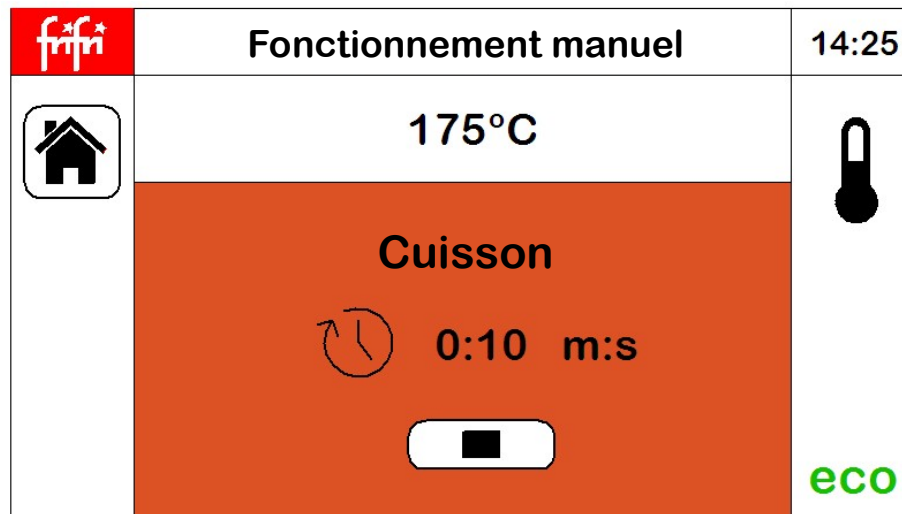 frifri
Fonctionnement manuel
14:25
175°C
Cuisson
0:10 m:s
eco